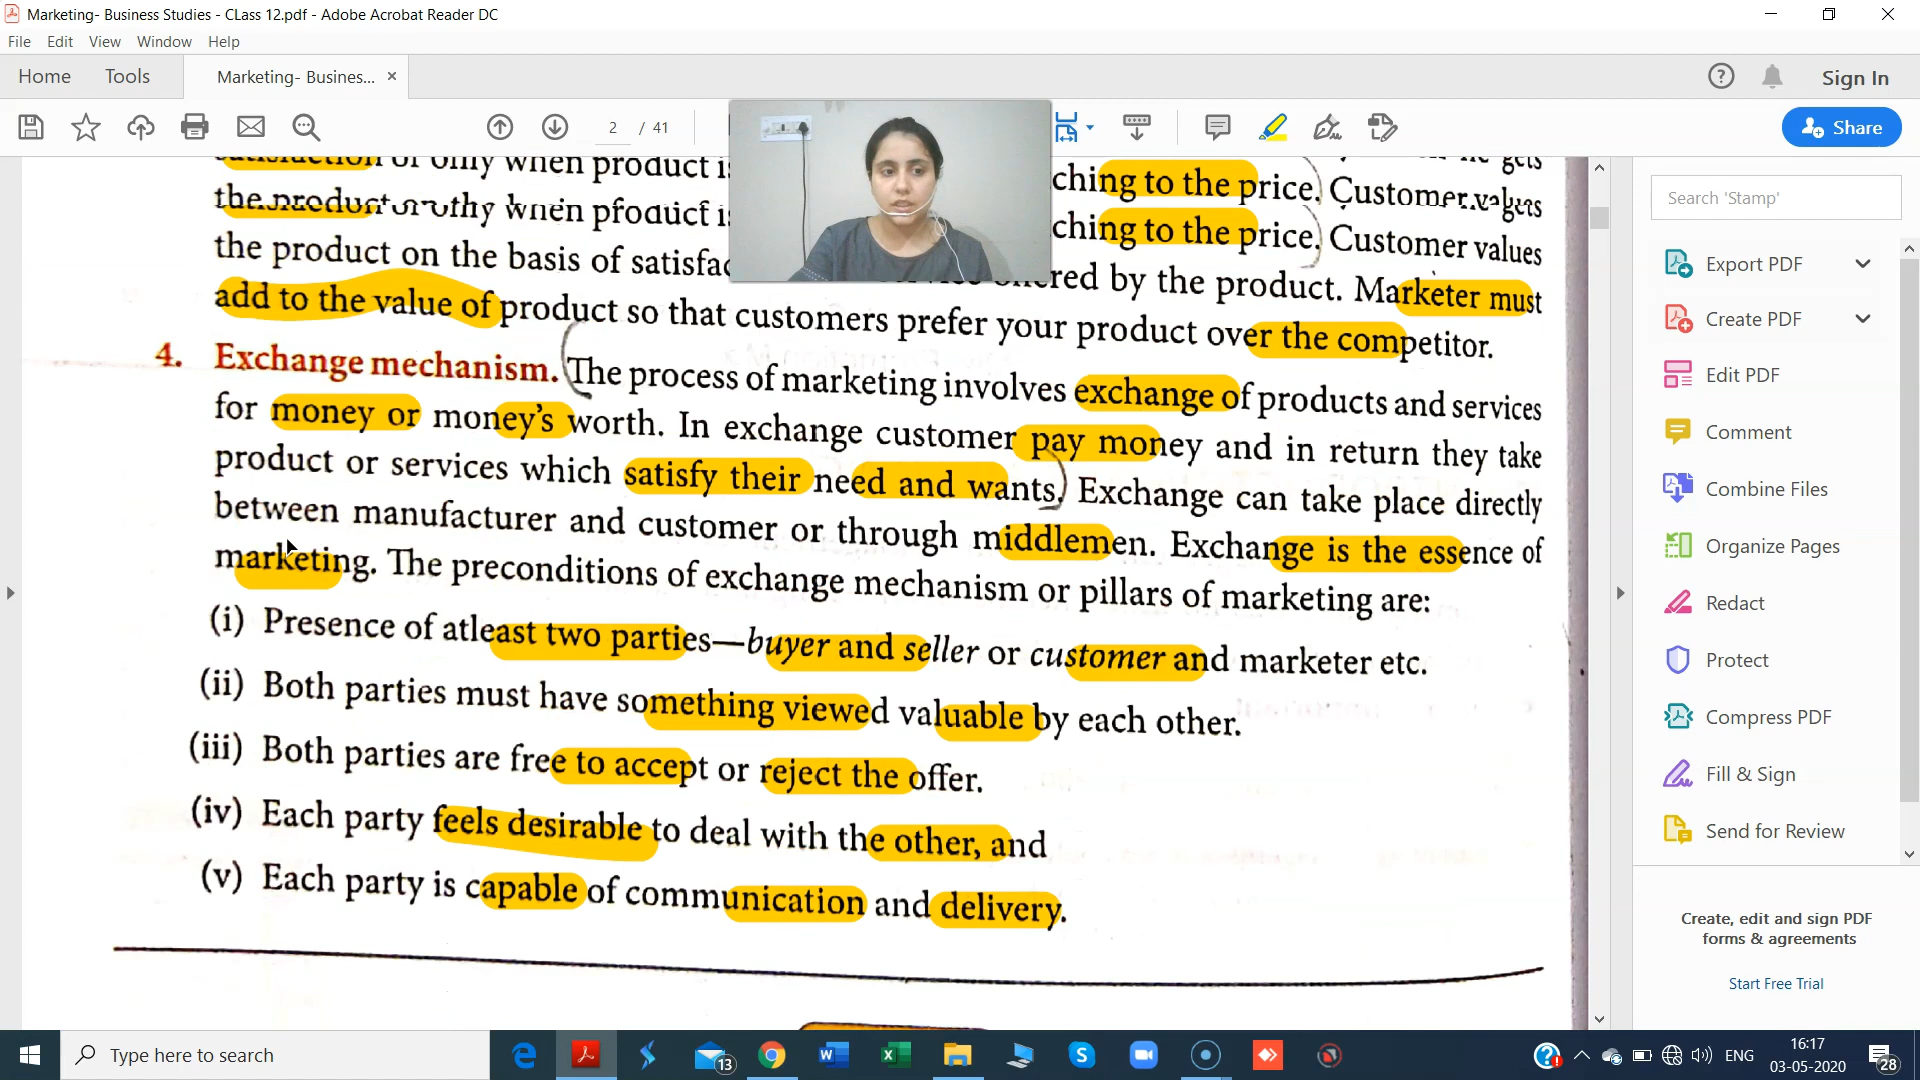 Marketing- Business Studies - CLass 12.pdf - Adobe Acrobat Reader DC
File Edit View Window Help
Home Tools Marketing- Busines... × Sign In
2 / 41 Share
satisfaction or only when product is
ching to the price. Customer
the product worthy when product i
ching to the price. Customer values
the product on the basis of satisfac
red by the product. Marketer must
add to the value of product so that customers prefer your product over the competitor.
4. Exchange mechanism. The process of marketing involves exchange of products and services
for money or money's worth. In exchange customer pay money and in return they take
product or services which satisfy their need and wants. Exchange can take place directly
between manufacturer and customer or through middlemen. Exchange is the essence of
marketing. The preconditions of exchange mechanism or pillars of marketing are:
(i) Presence of atleast two parties—buyer and seller or customer and marketer etc.
(ii) Both parties must have something viewed valuable by each other.
(iii) Both parties are free to accept or reject the offer.
(iv) Each party feels desirable to deal with the other, and
(v) Each party is capable of communication and delivery.
Search 'Stamp'
Export PDF
Create PDF
Edit PDF
Comment
Combine Files
Organize Pages
Redact
Protect
Compress PDF
Fill & Sign
Send for Review
Create, edit and sign PDF
forms & agreements
Start Free Trial
Type here to search
13
ENG
16:17
03-05-2020
28